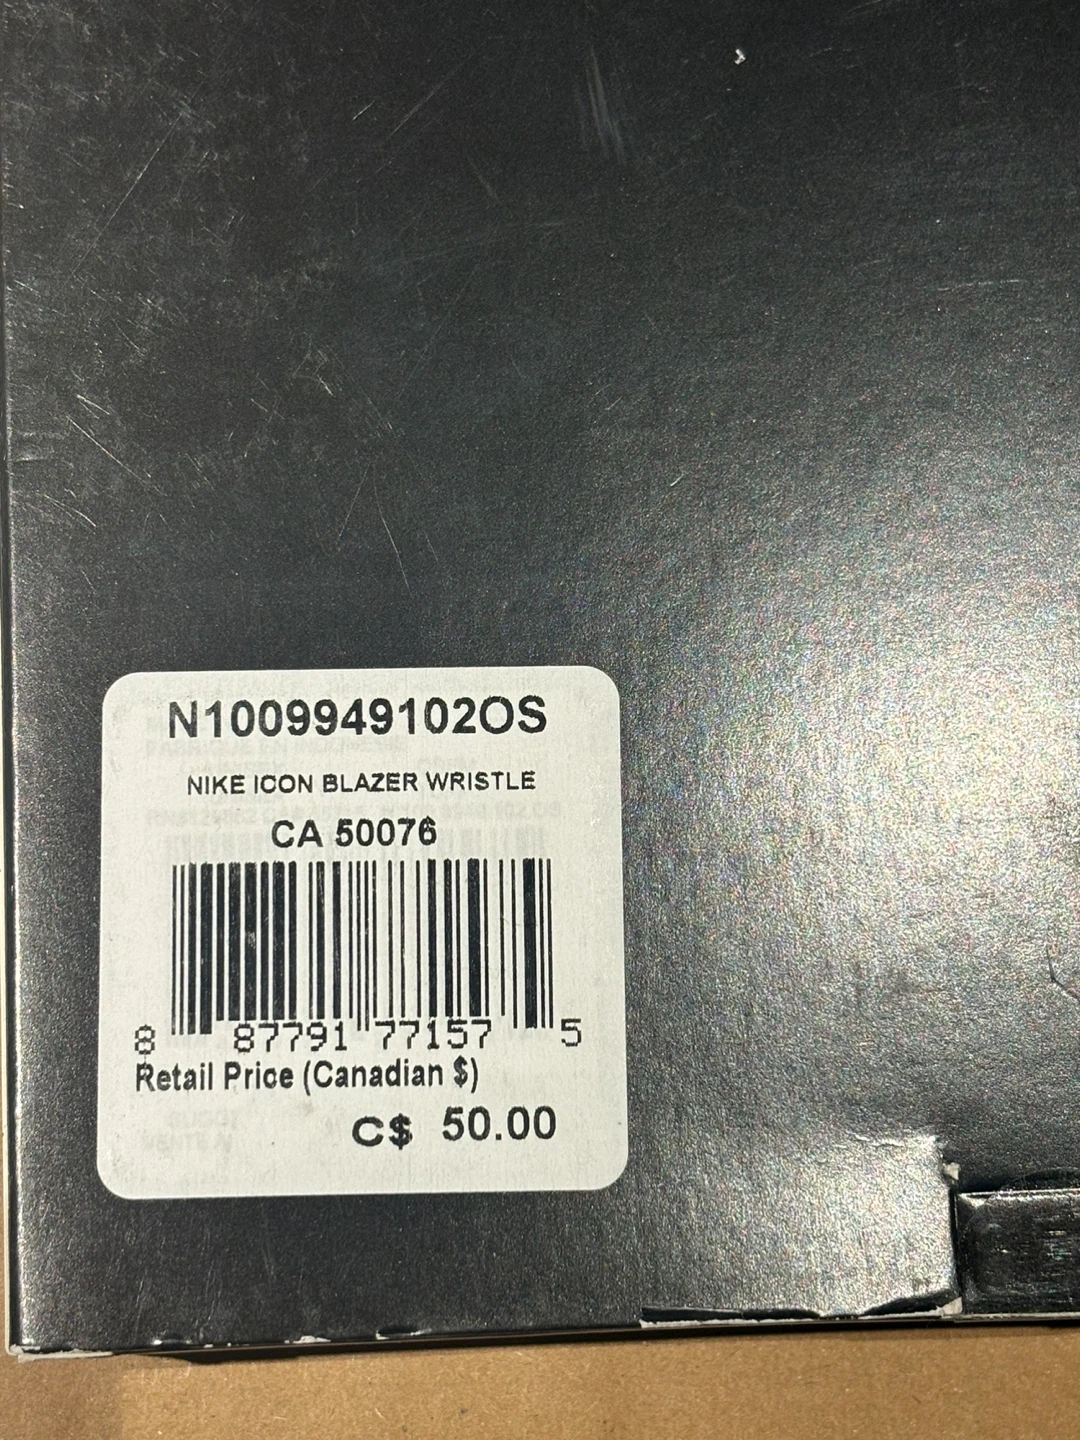 N1009949102OS
NIKE ICON BLAZER WRISTLE
CA 50076
8 87791 77157 5
Retail Price (Canadian $)
C$ 50.00